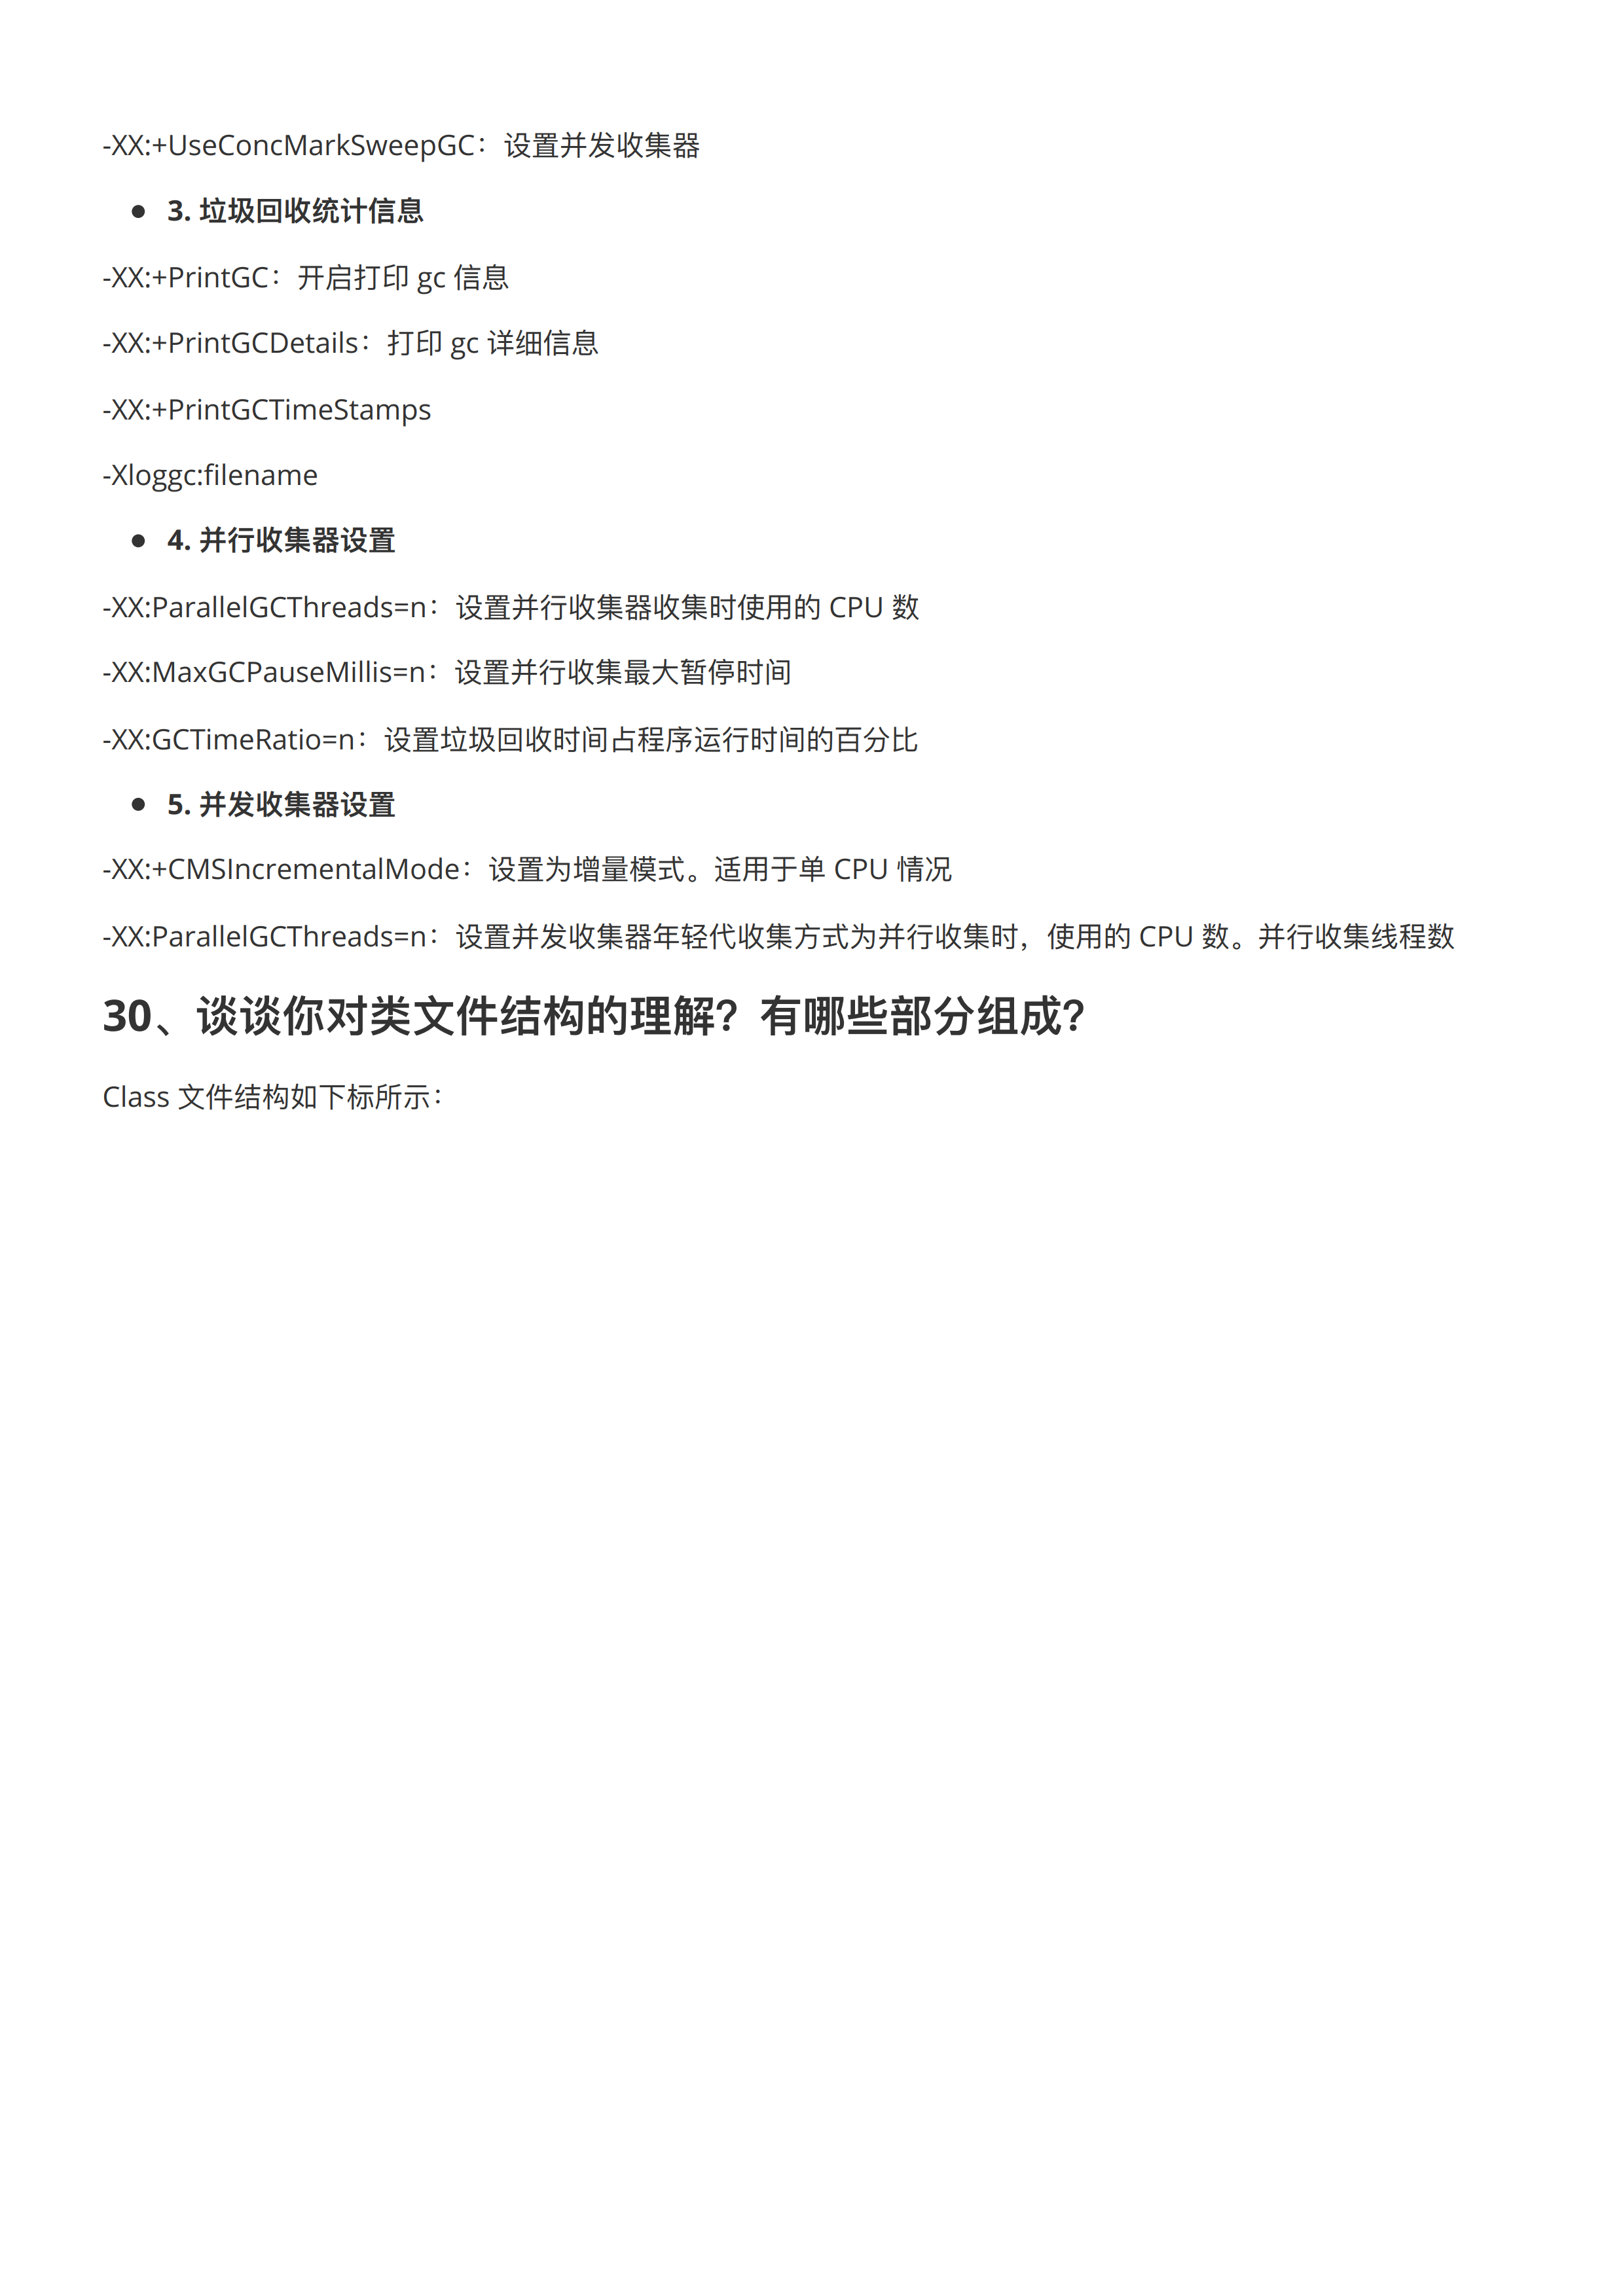 -XX:+UseConcMarkSweepGC：设置并发收集器
● 3. 垃圾回收统计信息
-XX:+PrintGC：开启打印 gc 信息
-XX:+PrintGCDetails：打印 gc 详细信息
-XX:+PrintGCTimeStamps
-Xloggc:filename
● 4. 并行收集器设置
-XX:ParallelGCThreads=n：设置并行收集器收集时使用的 CPU 数
-XX:MaxGCPauseMillis=n：设置并行收集最大暂停时间
-XX:GCTimeRatio=n：设置垃圾回收时间占程序运行时间的百分比
● 5. 并发收集器设置
-XX:+CMSIncrementalMode：设置为增量模式。适用于单 CPU 情况
-XX:ParallelGCThreads=n：设置并发收集器年轻代收集方式为并行收集时，使用的 CPU 数。并行收集线程数
30、谈谈你对类文件结构的理解？有哪些部分组成？
Class 文件结构如下标所示：